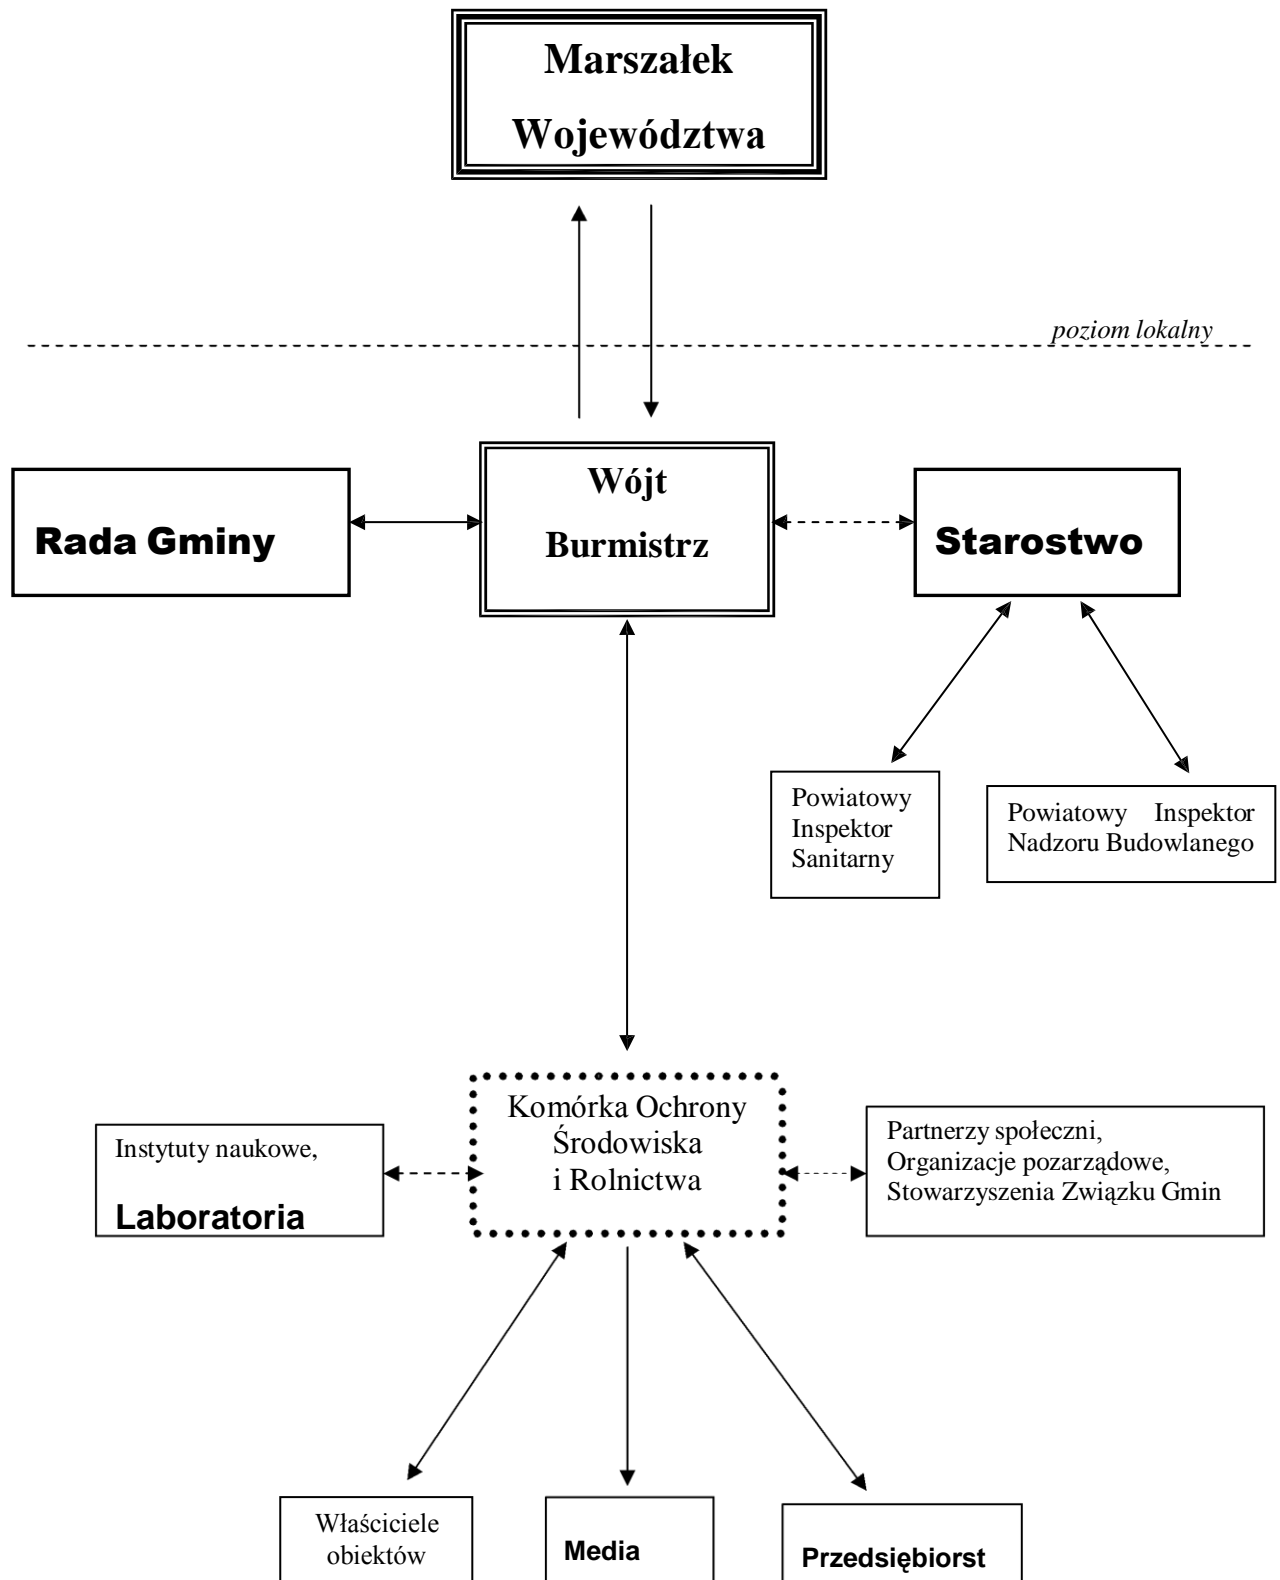 Marszałek
Województwa
poziom lokalny
Rada Gminy
Wójt
Burmistrz
Starostwo
Powiatowy
Inspektor
Sanitarny
Powiatowy Inspektor
Nadzoru Budowlanego
Instytuty naukowe,
Laboratoria
Komórka Ochrony
Środowiska
i Rolnictwa
Partnerzy społeczni,
Organizacje pozarządowe,
Stowarzyszenia Związku Gmin
Właściciele
obiektów
Media
Przedsiębiorst